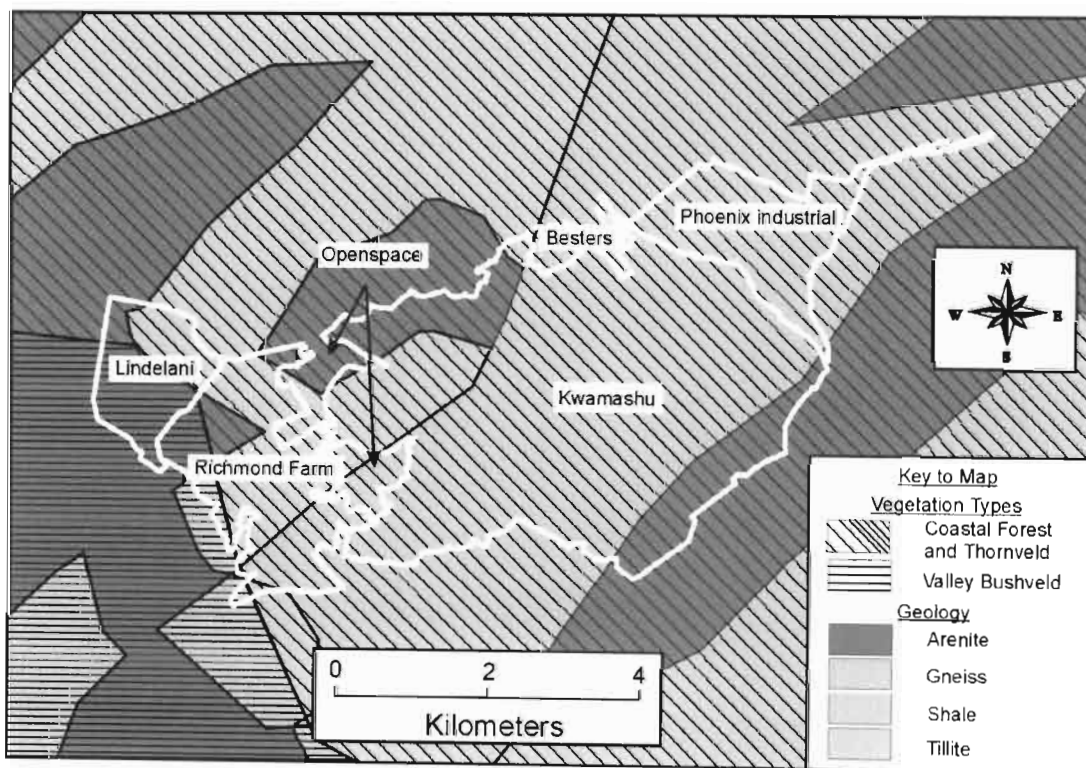 Phoenix industrial
Besters
Openspace
N
W E
S
Lindelani
Kwamashu
Richmond Farm
Key to Map
Vegetation Types
Coastal Forest
and Thornveld
Valley Bushveld
Geology
Arenite
Gneiss
Shale
Tillite
0 2 4
Kilometers